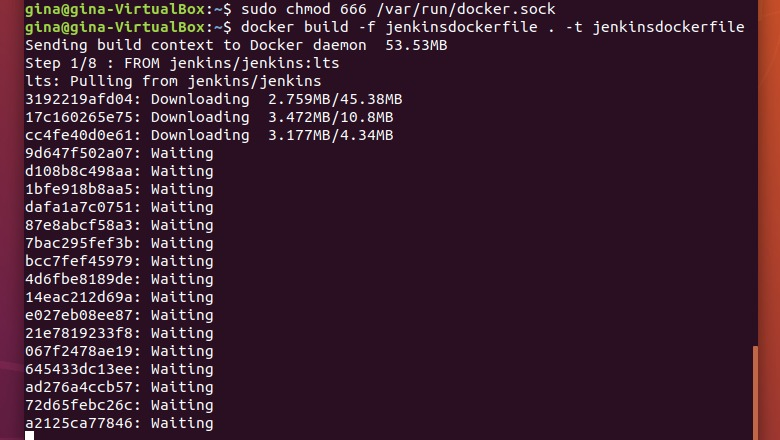 gina@gina-VirtualBox:~$ sudo chmod 666 /var/run/docker.sock
gina@gina-VirtualBox:~$ docker build -f jenkinsdockerfile . -t jenkinsdockerfile
Sending build context to Docker daemon  53.53MB
Step 1/8 : FROM jenkins/jenkins:lts
lts: Pulling from jenkins/jenkins
3192219afd04: Downloading  2.759MB/45.38MB
17c160265e75: Downloading  3.472MB/10.8MB
cc4fe40d0e61: Downloading  3.177MB/4.34MB
9d647f502a07: Waiting
d108b8c498aa: Waiting
1bfe918b8aa5: Waiting
dafa1a7c0751: Waiting
87e8abcf58a3: Waiting
7bac295fef3b: Waiting
bcc7fef45979: Waiting
4d6fbe8189de: Waiting
14eac212d69a: Waiting
e027eb08ee87: Waiting
21e7819233f8: Waiting
067f2478ae19: Waiting
645433dc13ee: Waiting
ad276a4ccb57: Waiting
72d65febc26c: Waiting
a2125ca77846: Waiting